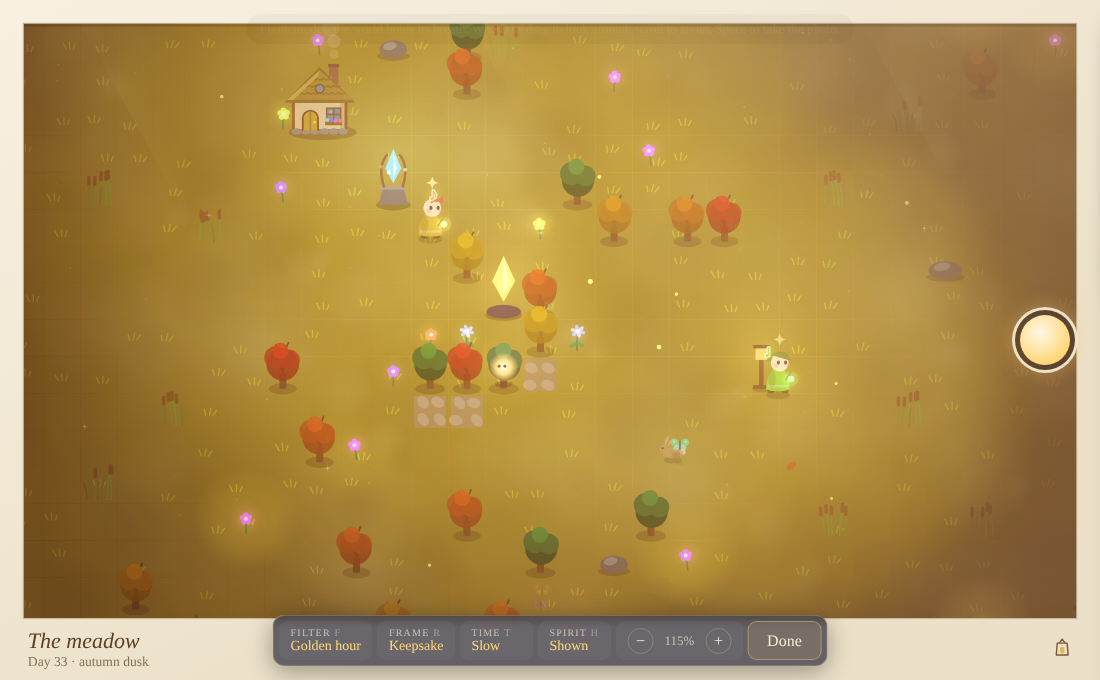 The meadow
Day 33 · autumn dusk
FILTER F
Golden hour
FRAME R
Keepsake
TIME T
Slow
SPIRIT H
Shown
− 115% +
Done